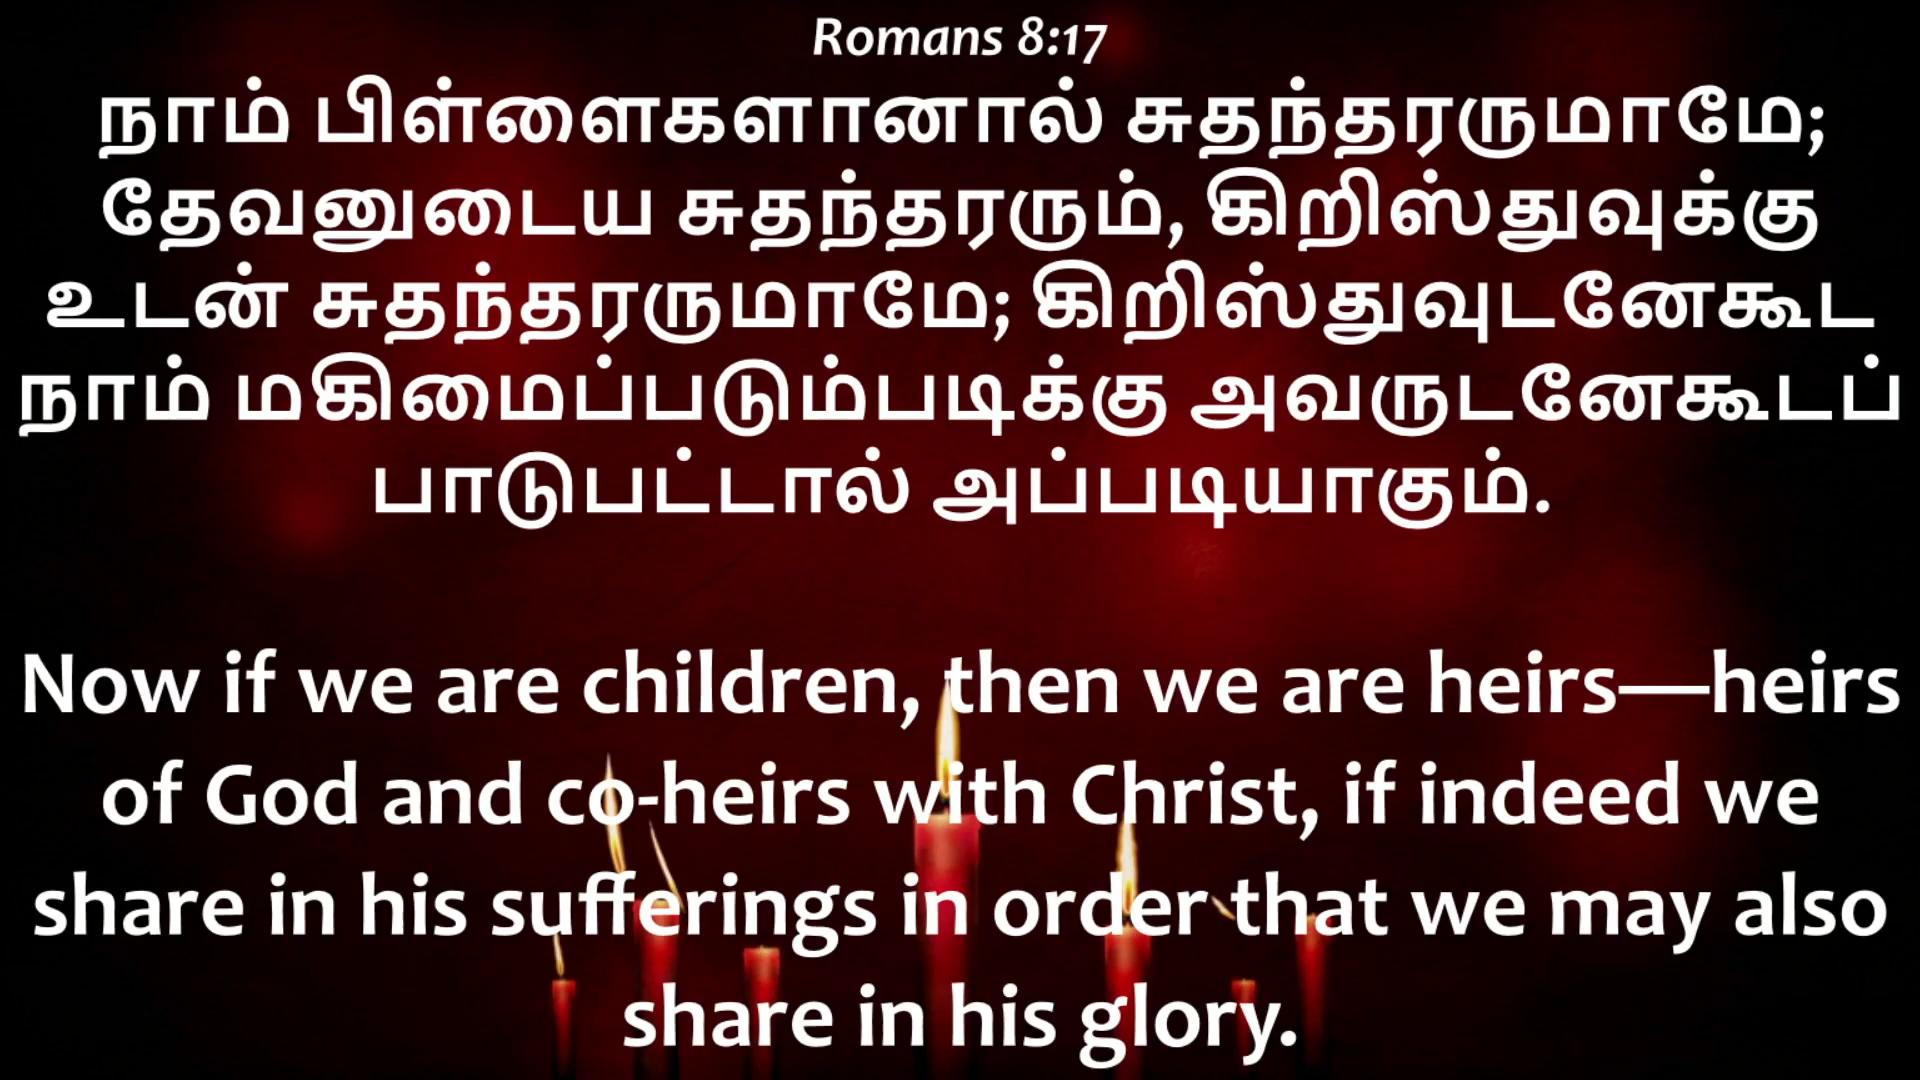 Romans 8:17
நாம் பிள்ளைகளானால் சுதந்தரருமாமே;
தேவனுடைய சுதந்தரரும், கிறிஸ்துவுக்கு
உடன் சுதந்தரருமாமே; கிறிஸ்துவுடனேகூட
நாம் மகிமைப்படும்படிக்கு அவருடனேகூடப்
பாடுபட்டால் அப்படியாகும்.
Now if we are children, then we are heirs—heirs
of God and co-heirs with Christ, if indeed we
share in his sufferings in order that we may also
share in his glory.